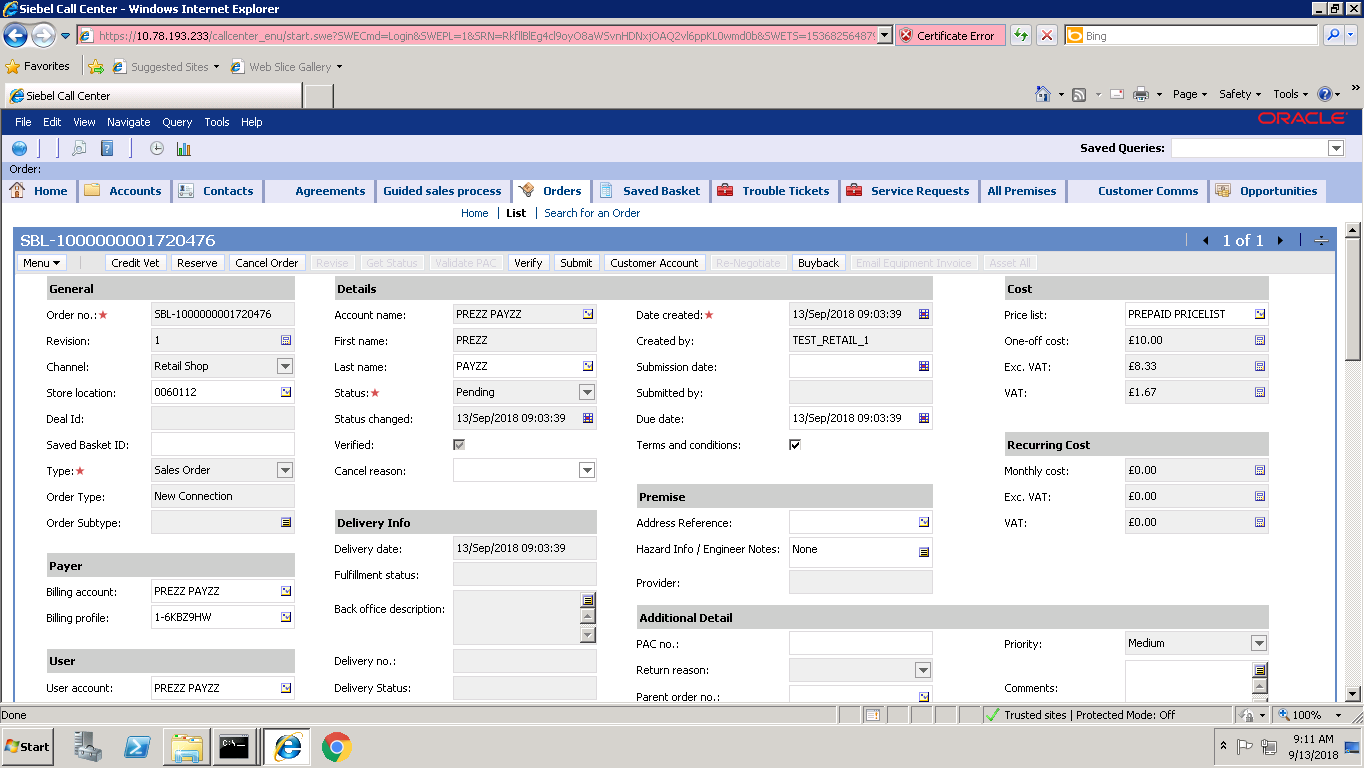 Siebel Call Center - Windows Internet Explorer
https://10.78.193.233/callcenter_enu/start.swe?SWECmd=Login&SWEPL=1&SRN=
Certificate Error
Bing
Favorites
Suggested Sites
Web Slice Gallery
Siebel Call Center
Page
Safety
Tools
File Edit View Navigate Query Tools Help
ORACLE
Saved Queries:
Order:
Home Accounts Contacts Agreements Guided sales process Orders Saved Basket Trouble Tickets Service Requests All Premises Customer Comms Opportunities
Home List Search for an Order
SBL-1000000001720476
1 of 1
Menu Credit Vet Reserve Cancel Order Revise Get Status Validate PAC Verify Submit Customer Account Re-Negotiate Buyback Email Equipment Invoice Asset All
General
Order no.:★ SBL-1000000001720476
Revision: 1
Channel: Retail Shop
Store location: 0060112
Deal Id:
Saved Basket ID:
Type:★ Sales Order
Order Type: New Connection
Order Subtype:
Payer
Billing account: PREZZ PAYZZ
Billing profile: 1-6KBZ9HW
User
User account: PREZZ PAYZZ
Details
Account name: PREZZ PAYZZ
First name: PREZZ
Last name: PAYZZ
Status:★ Pending
Status changed: 13/Sep/2018 09:03:39
Verified:
Cancel reason:
Delivery Info
Delivery date: 13/Sep/2018 09:03:39
Fulfillment status:
Back office description:
Delivery no.:
Delivery Status:
Date created:★ 13/Sep/2018 09:03:39
Created by: TEST_RETAIL_1
Submission date:
Submitted by:
Due date: 13/Sep/2018 09:03:39
Terms and conditions:
Premise
Address Reference:
Hazard Info / Engineer Notes: None
Provider:
Additional Detail
PAC no.:
Return reason:
Parent order no.:
Cost
Price list: PREPAID PRICELIST
One-off cost: £10.00
Exc. VAT: £8.33
VAT: £1.67
Recurring Cost
Monthly cost: £0.00
Exc. VAT: £0.00
VAT: £0.00
Priority: Medium
Comments:
Done
Trusted sites | Protected Mode: Off
100%
Start
9:11 AM
9/13/2018